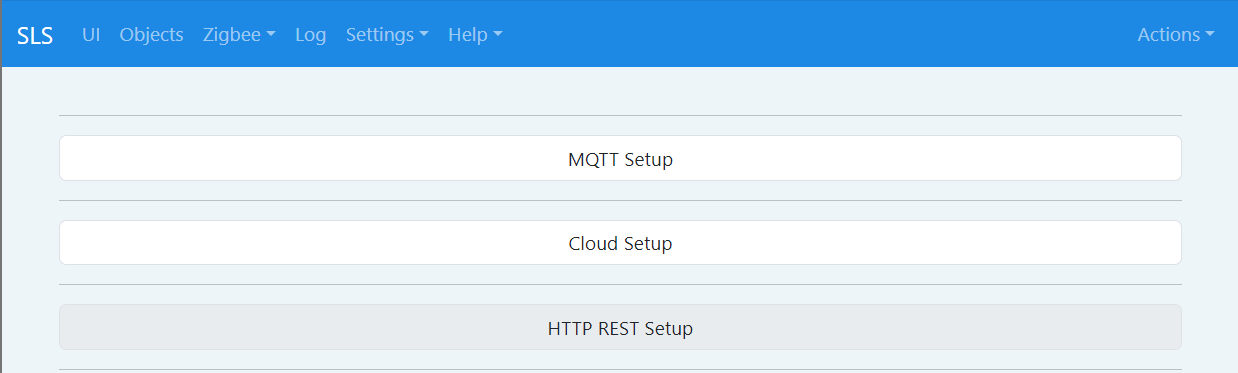 SLS UI Objects Zigbee Log Settings Help Actions
MQTT Setup
Cloud Setup
HTTP REST Setup